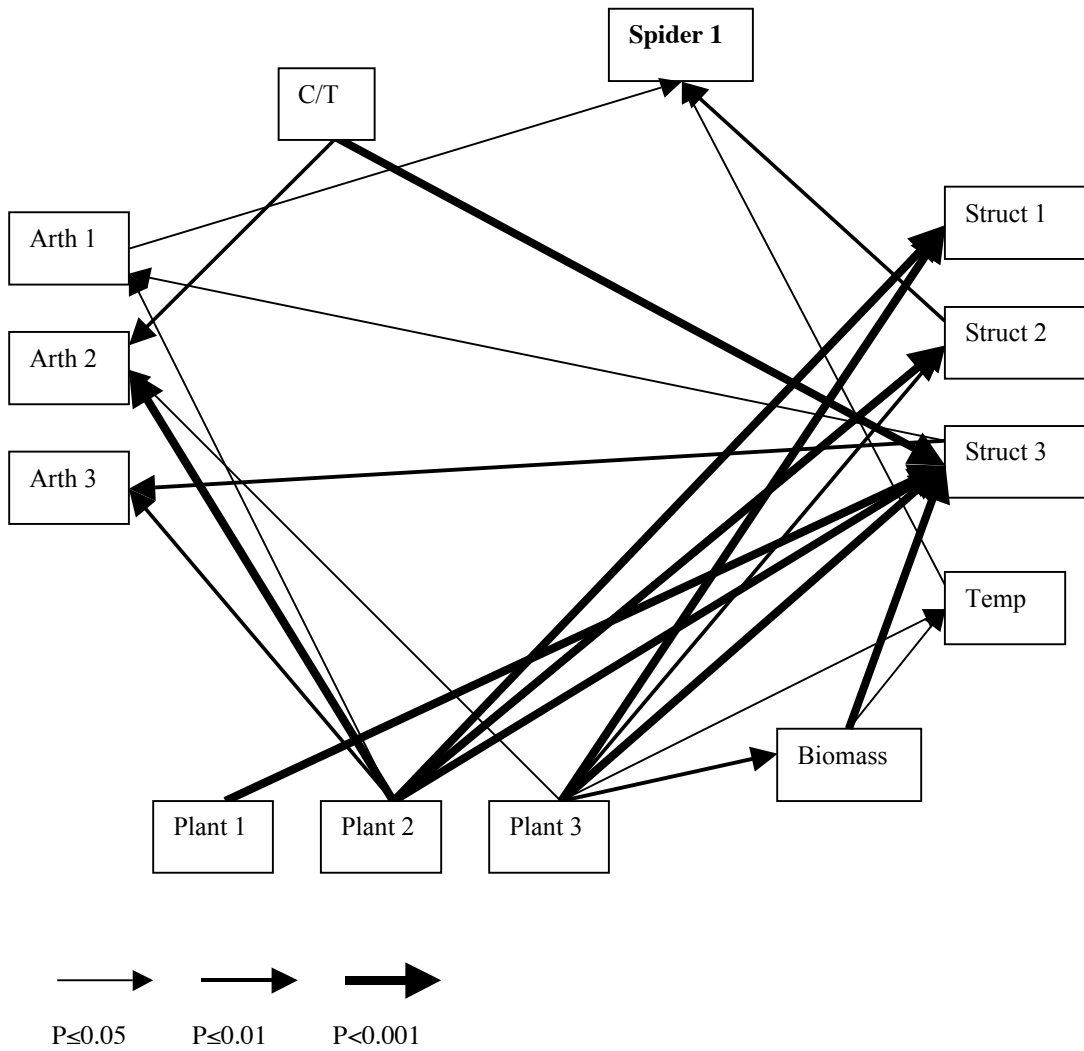 Spider 1
C/T
Struct 1
Arth 1
Struct 2
Arth 2
Struct 3
Arth 3
Temp
Biomass
Plant 1
Plant 2
Plant 3
P≤0.05
P≤0.01
P<0.001